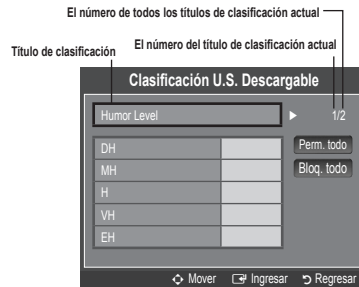 El número de todos los títulos de clasificación actual
El número del título de clasificación actual
Título de clasificación
Clasificación U.S. Descargable
Humor Level
1/2
DH
Perm. todo
MH
Bloq. todo
H
VH
EH
Mover Ingresar Regresar